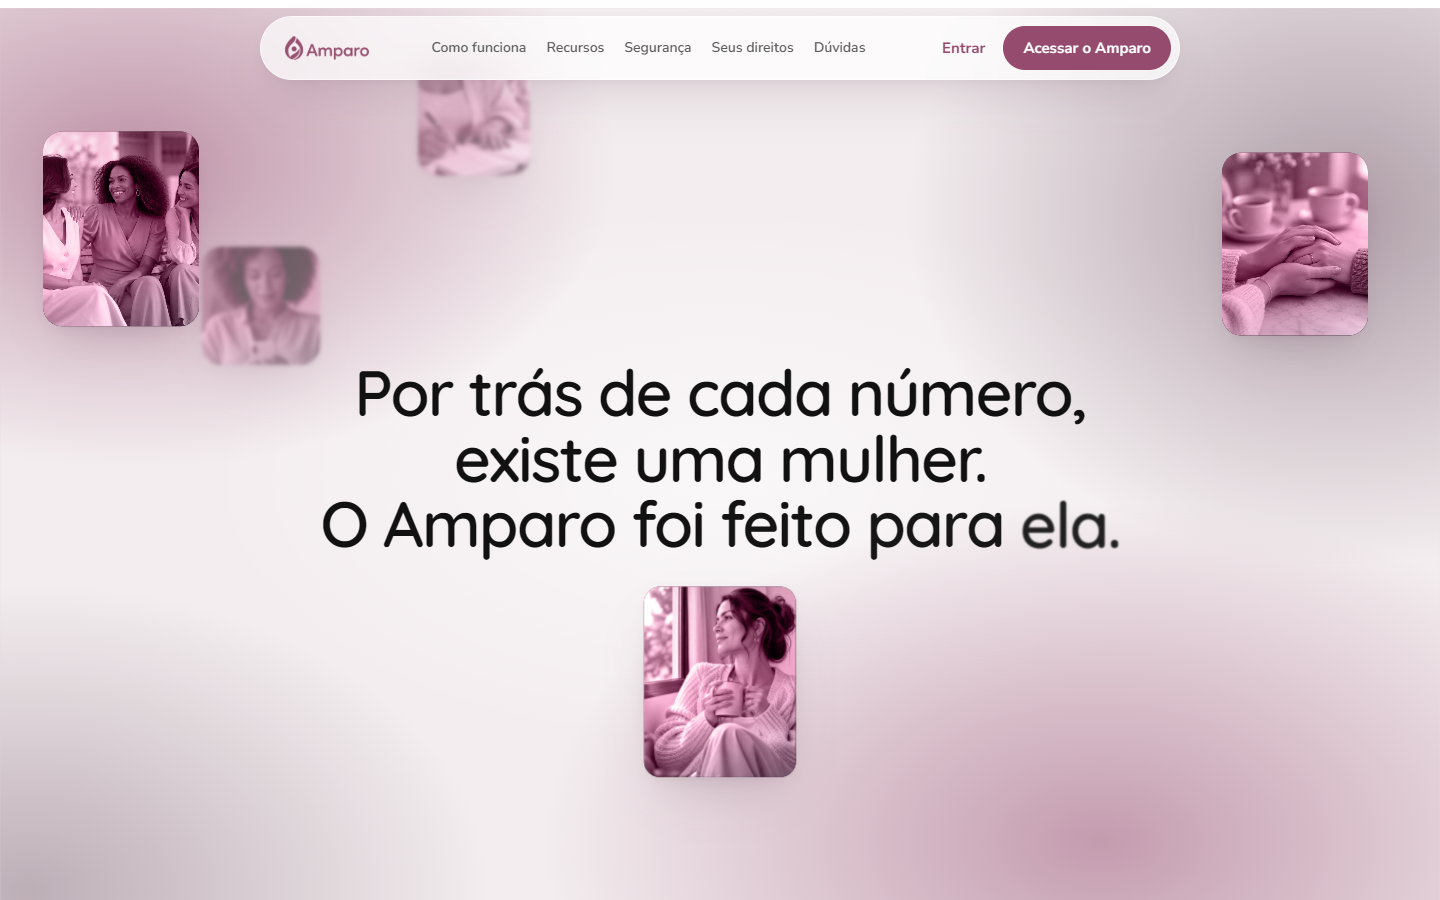 Amparo
Como funciona
Recursos
Segurança
Seus direitos
Dúvidas
Entrar
Acessar o Amparo
Por trás de cada número,
existe uma mulher.
O Amparo foi feito para ela.